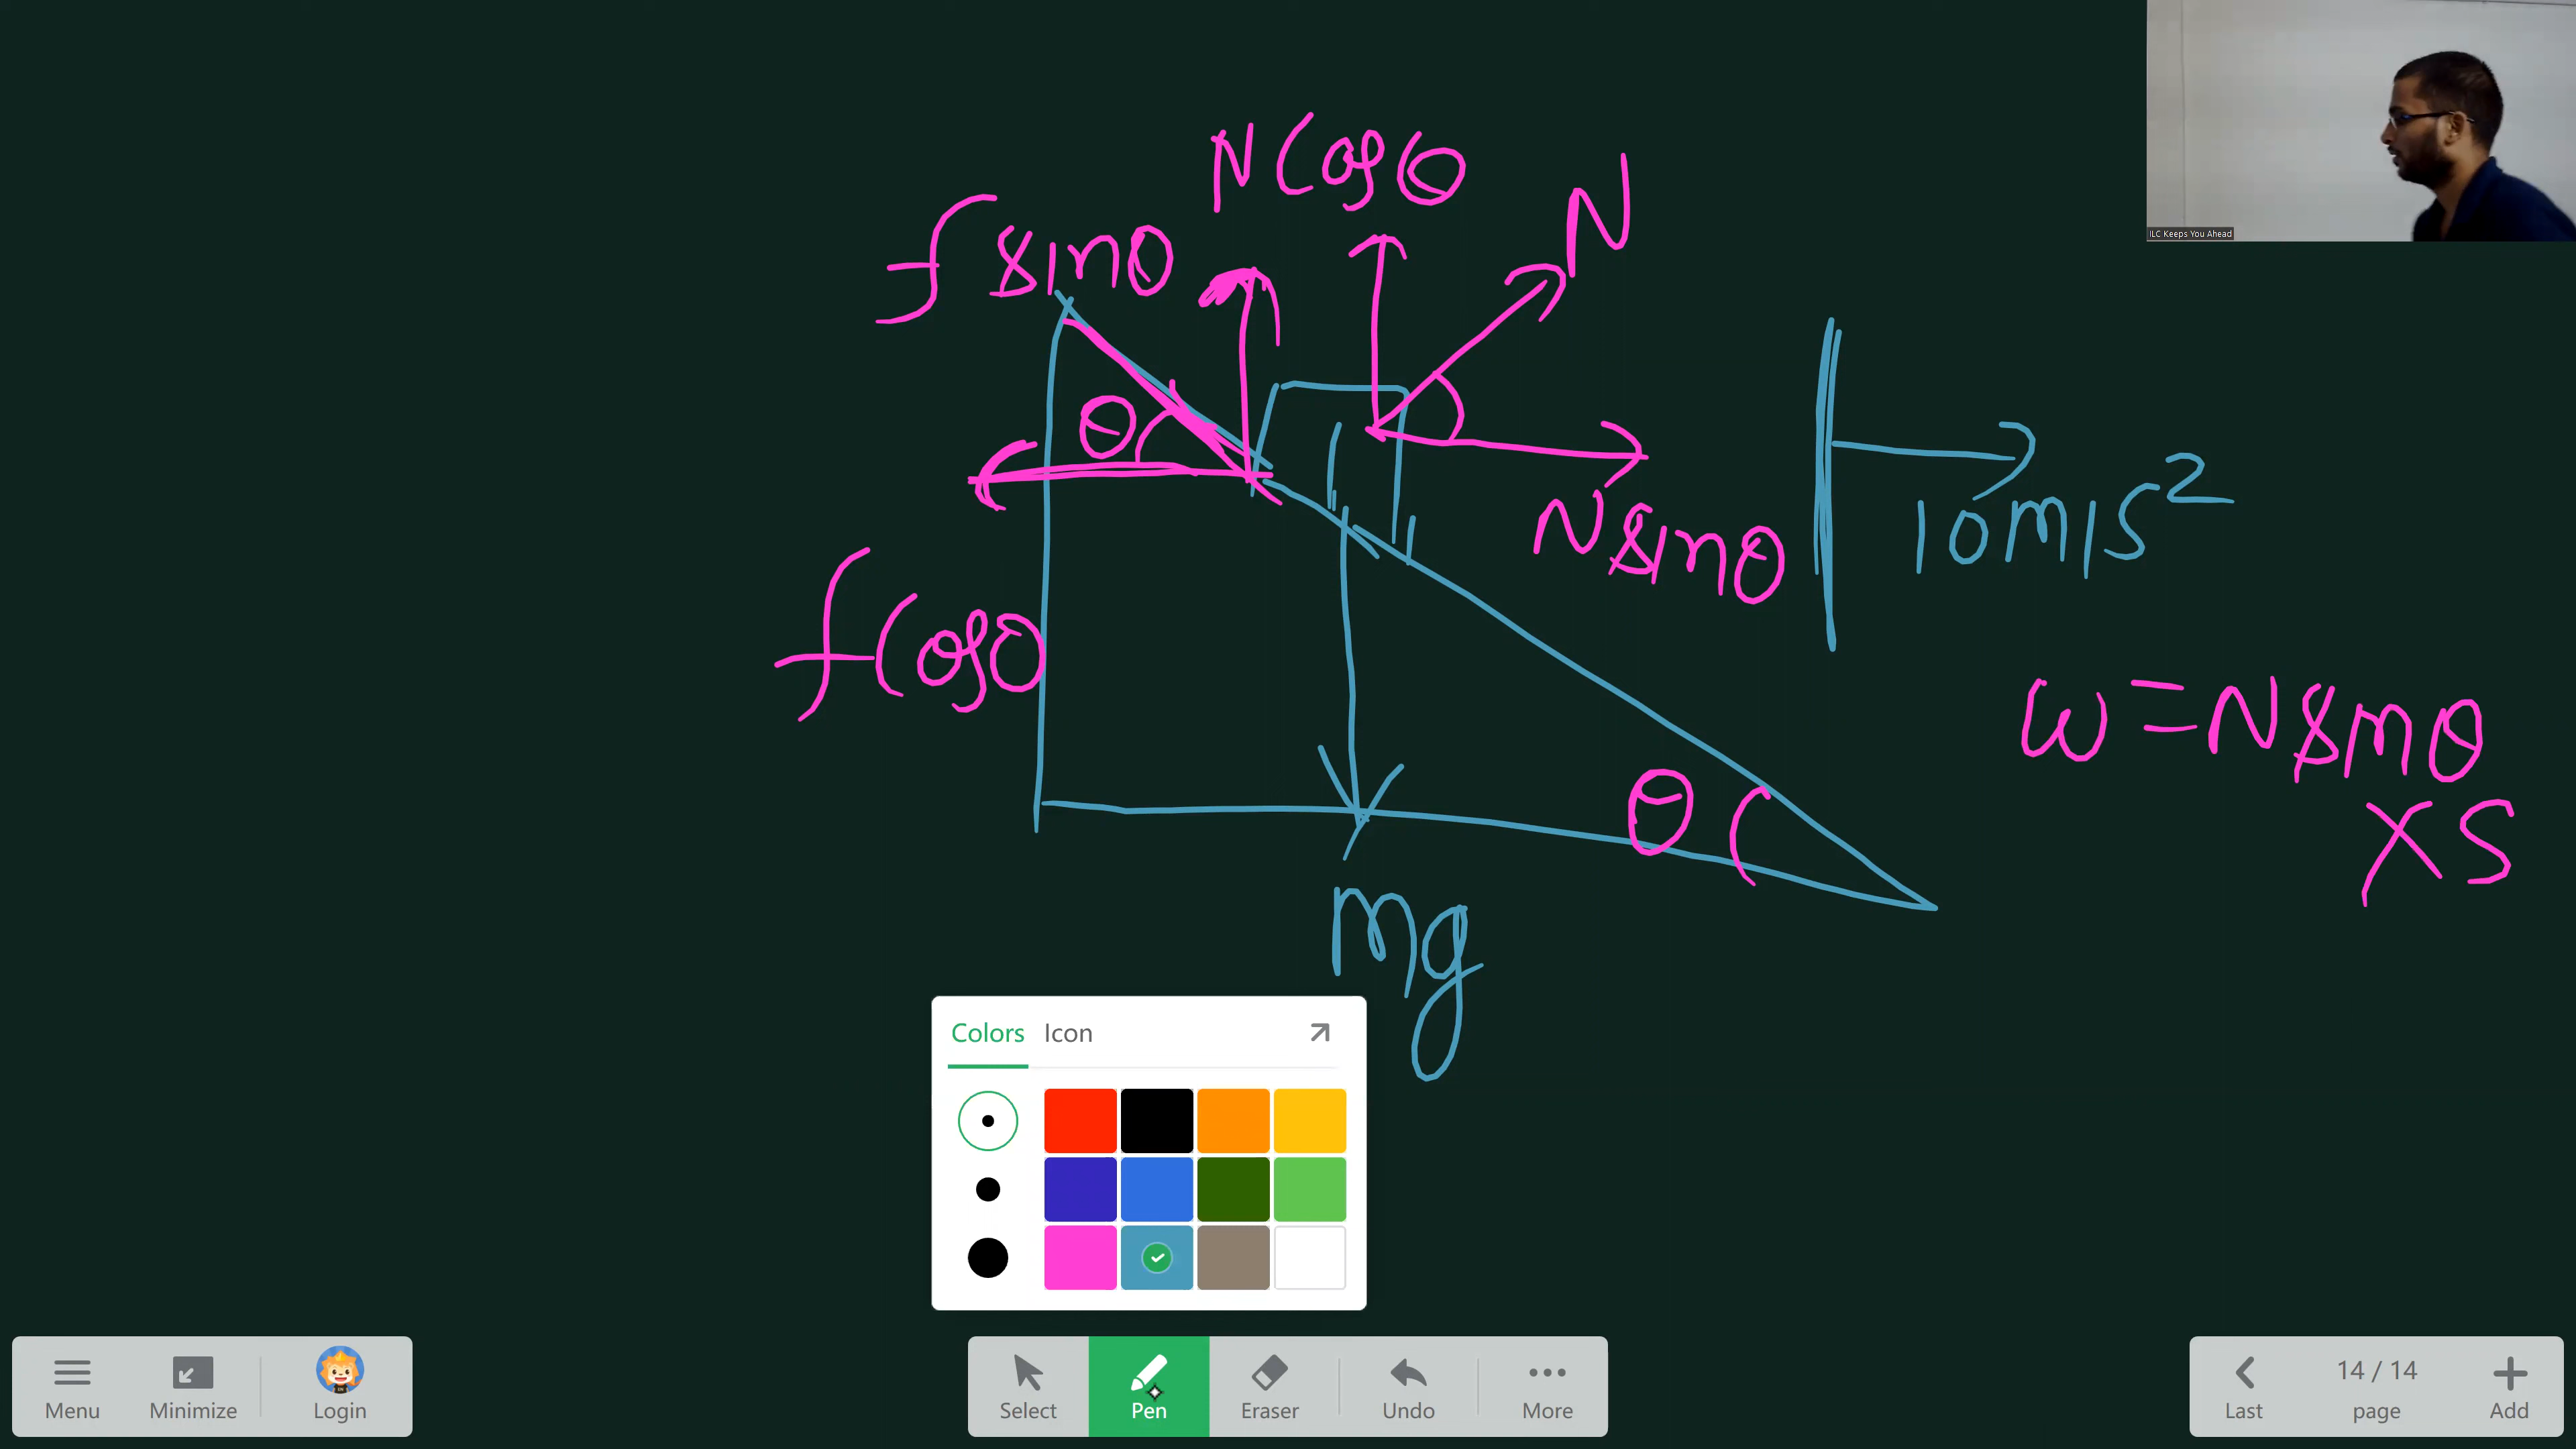 ILC Keeps You Ahead
N Cosθ
N
f sinθ
θ
N sinθ
10 m/s²
f Cosθ
θ
W = N sinθ
X S
mg
Colors Icon
Menu
Minimize
Login
Select
Pen
Eraser
Undo
More
Last
14 / 14
page
Add